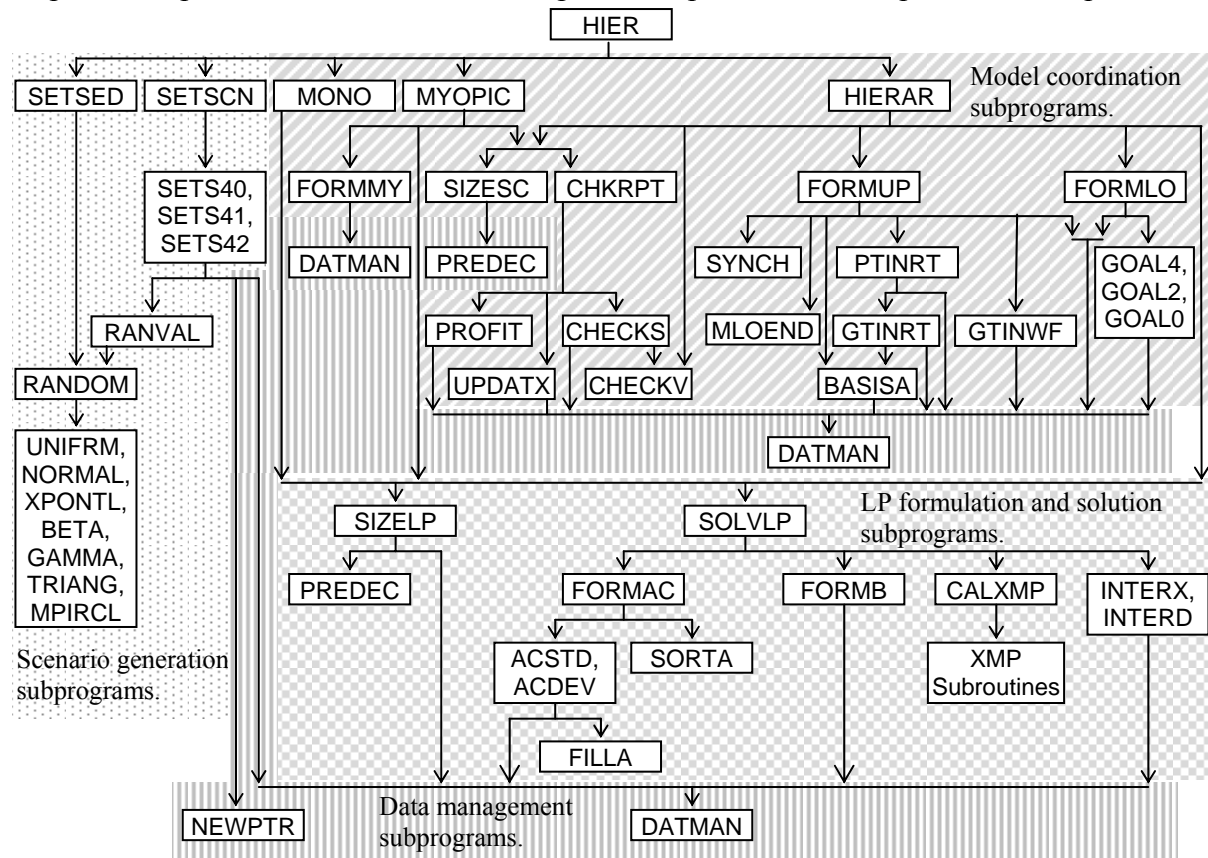 HIER
SETSED
SETSCN
MONO
MYOPIC
HIERAR
Model coordination
subprograms.
SETS40,
SETS41,
SETS42
FORMMY
SIZESC
CHKRPT
FORMUP
FORMLO
DATMAN
PREDEC
SYNCH
PTINRT
GOAL4,
GOAL2,
GOAL0
RANVAL
PROFIT
CHECKS
MLOEND
GTINRT
GTINWF
RANDOM
UPDATX
CHECKV
BASISA
UNIFRM,
NORMAL,
XPONTL,
BETA,
GAMMA,
TRIANG,
MPIRCL
DATMAN
SIZELP
SOLVLP
LP formulation and solution
subprograms.
PREDEC
FORMAC
FORMB
CALXMP
INTERX,
INTERD
Scenario generation
subprograms.
ACSTD,
ACDEV
SORTA
XMP
Subroutines
FILLA
NEWPTR
Data management
subprograms.
DATMAN